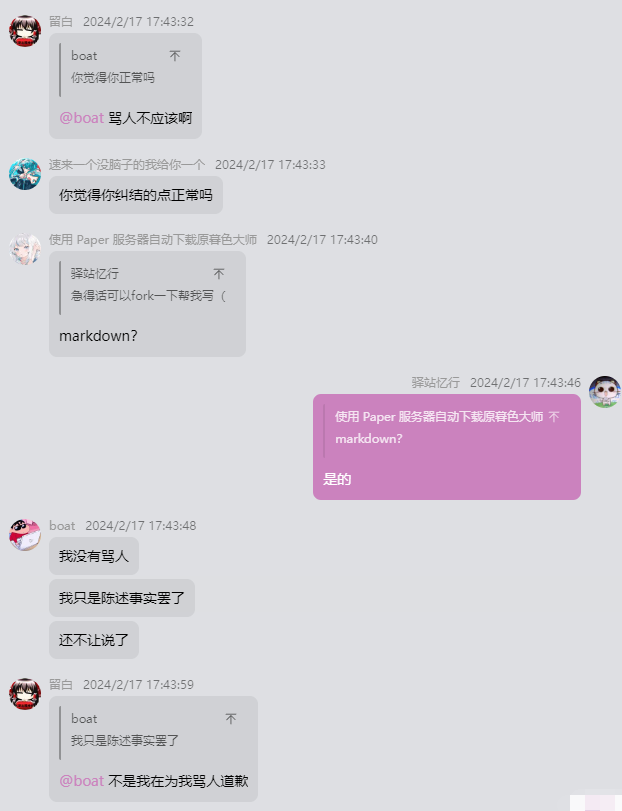 留白 2024/2/17 17:43:32
boat
你觉得你正常吗
@boat 骂人不应该啊
速来一个没脑子的我给你一个 2024/2/17 17:43:33
你觉得你纠结的点正常吗
使用 Paper 服务器自动下载原暮色大师 2024/2/17 17:43:40
驿站忆行
急得话可以fork一下帮我写（
markdown?
驿站忆行 2024/2/17 17:43:46
使用 Paper 服务器自动下载原暮色大师
markdown?
是的
boat 2024/2/17 17:43:48
我没有骂人
我只是陈述事实罢了
还不让说了
留白 2024/2/17 17:43:59
boat
我只是陈述事实罢了
@boat 不是我在为我骂人道歉